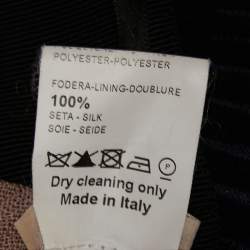 POLYESTER-POLYESTER
FODERA-LINING-DOUBLURE
100%
SETA - SILK
SOIE - SEIDE
P
Dry cleaning only
Made in Italy